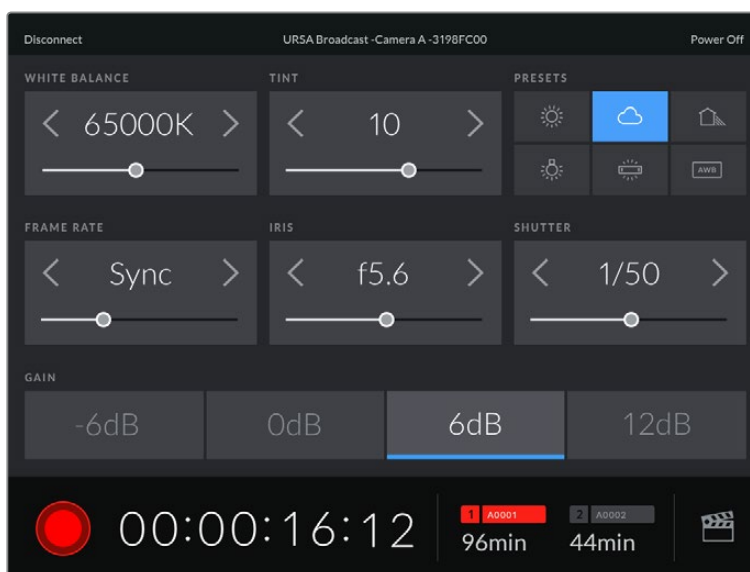 Disconnect URSA Broadcast -Camera A -3198FC00 Power Off
WHITE BALANCE TINT PRESETS
65000K 10
AWB
FRAME RATE IRIS SHUTTER
Sync f5.6 1/50
GAIN
-6dB 0dB 6dB 12dB
00:00:16:12 1 A0001 2 A0002
96min 44min